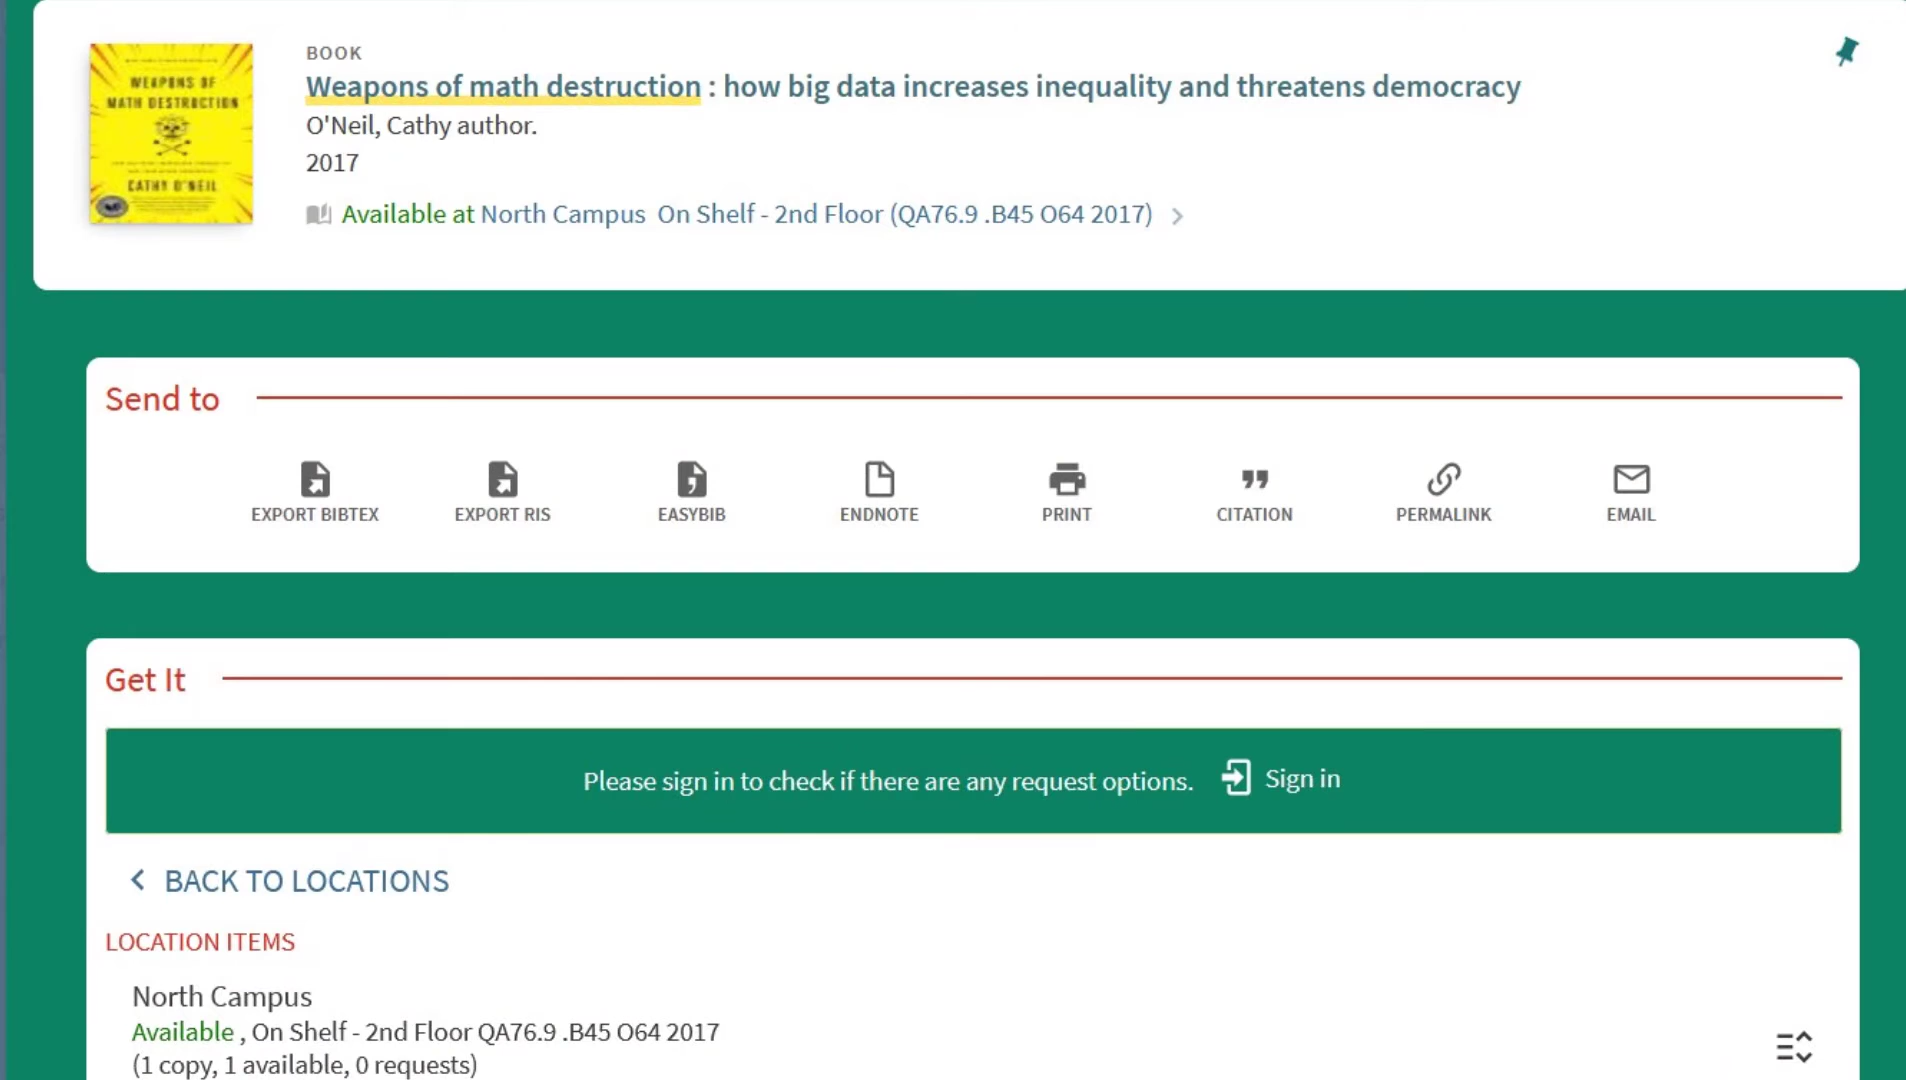 WEAPONS OF
MATH DESTRUCTION
CATHY O'NEIL
BOOK
Weapons of math destruction : how big data increases inequality and threatens democracy
O'Neil, Cathy author.
2017
Available at North Campus On Shelf - 2nd Floor (QA76.9 .B45 O64 2017)
Send to
EXPORT BIBTEX
EXPORT RIS
EASYBIB
ENDNOTE
PRINT
CITATION
PERMALINK
EMAIL
Get It
Please sign in to check if there are any request options. Sign in
BACK TO LOCATIONS
LOCATION ITEMS
North Campus
Available , On Shelf - 2nd Floor QA76.9 .B45 O64 2017
(1 copy, 1 available, 0 requests)